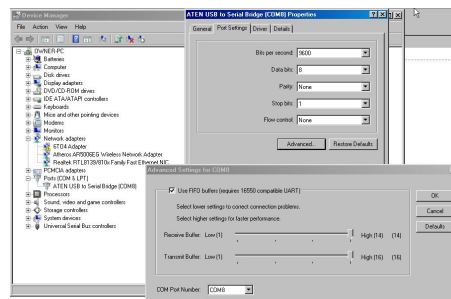 Device Manager
File Action View Help
OWNER-PC
Batteries
Computer
Disk drives
Display adapters
DVD/CD-ROM drives
IDE ATA/ATAPI controllers
Keyboards
Mice and other pointing devices
Modems
Monitors
Network adapters
6TO4 Adapter
Atheros AR5006EG Wireless Network Adapter
Realtek RTL8139/810x Family Fast Ethernet NIC
PCMCIA adapters
Ports (COM & LPT)
ATEN USB to Serial Bridge (COM8)
Processors
Sound, video and game controllers
Storage controllers
System devices
Universal Serial Bus controllers
ATEN USB to Serial Bridge (COM8) Properties
General Port Settings Driver Details
Bits per second: 9600
Data bits: 8
Parity: None
Stop bits: 1
Flow control: None
Advanced... Restore Defaults
Advanced Settings for COM8
Use FIFO buffers (requires 16550 compatible UART)
Select lower settings to correct connection problems.
Select higher settings for faster performance.
Receive Buffer: Low (1) High (14) (14)
Transmit Buffer: Low (1) High (16) (16)
COM Port Number: COM8
OK
Cancel
Defaults